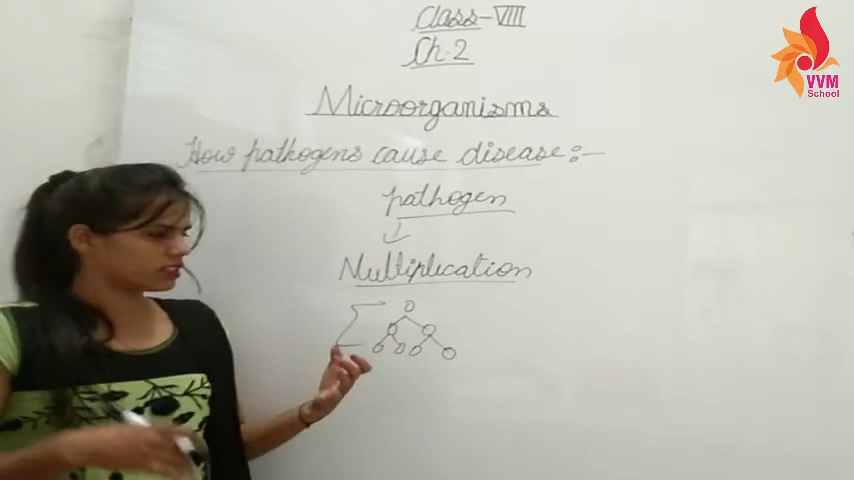 Class-VIII
Ch.2
Microorganisms
How pathogens cause disease:-
pathogen
Multiplication
VVM
School